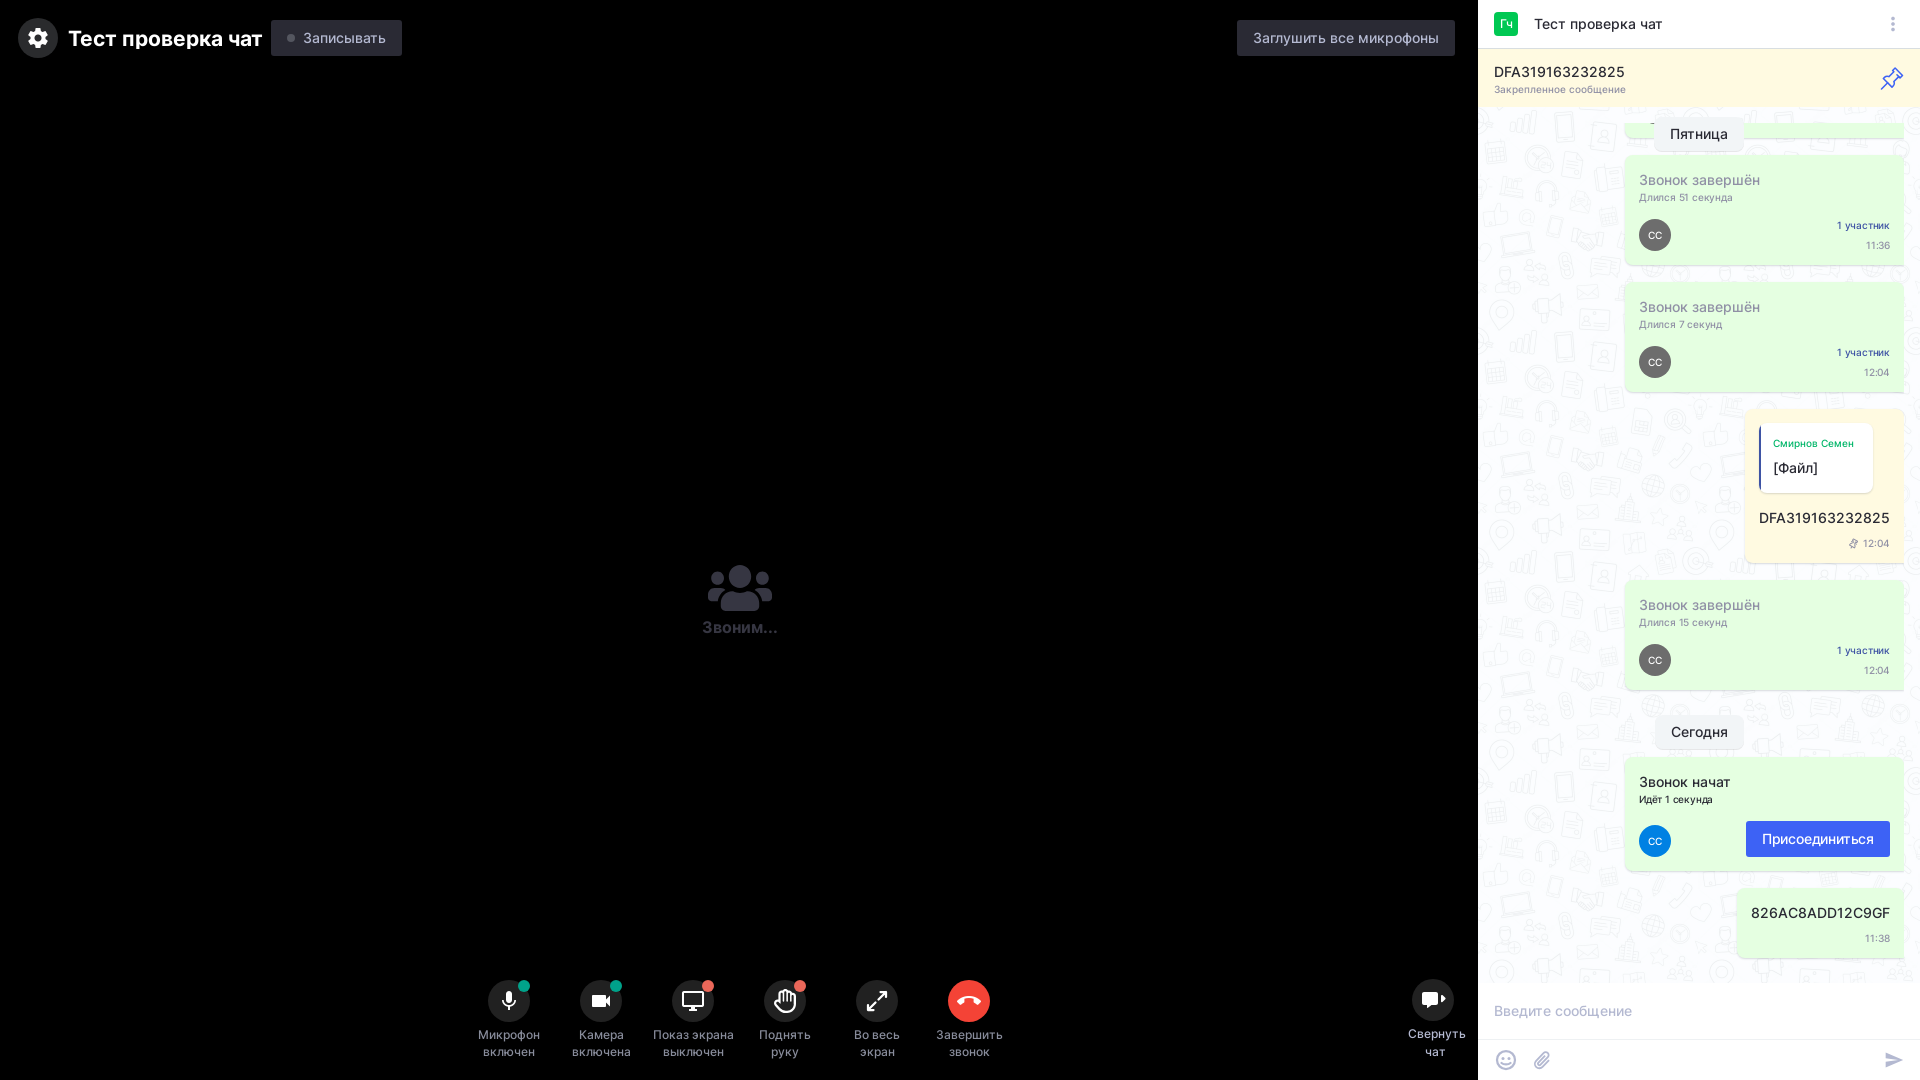 Тест проверка чат
Записывать
Заглушить все микрофоны
Звоним...
Микрофон
включен
Камера
включена
Показ экрана
выключен
Поднять
руку
Во весь
экран
Завершить
звонок
Свернуть
чат
Гч
Тест проверка чат
DFA319163232825
Закрепленное сообщение
Пятница
Звонок завершён
Длился 51 секунда
СС
1 участник
11:36
Звонок завершён
Длился 7 секунд
СС
1 участник
12:04
Смирнов Семен
[Файл]
DFA319163232825
12:04
Звонок завершён
Длился 15 секунд
СС
1 участник
12:04
Сегодня
Звонок начат
Идёт 1 секунда
СС
Присоединиться
826AC8ADD12C9GF
11:38
Введите сообщение